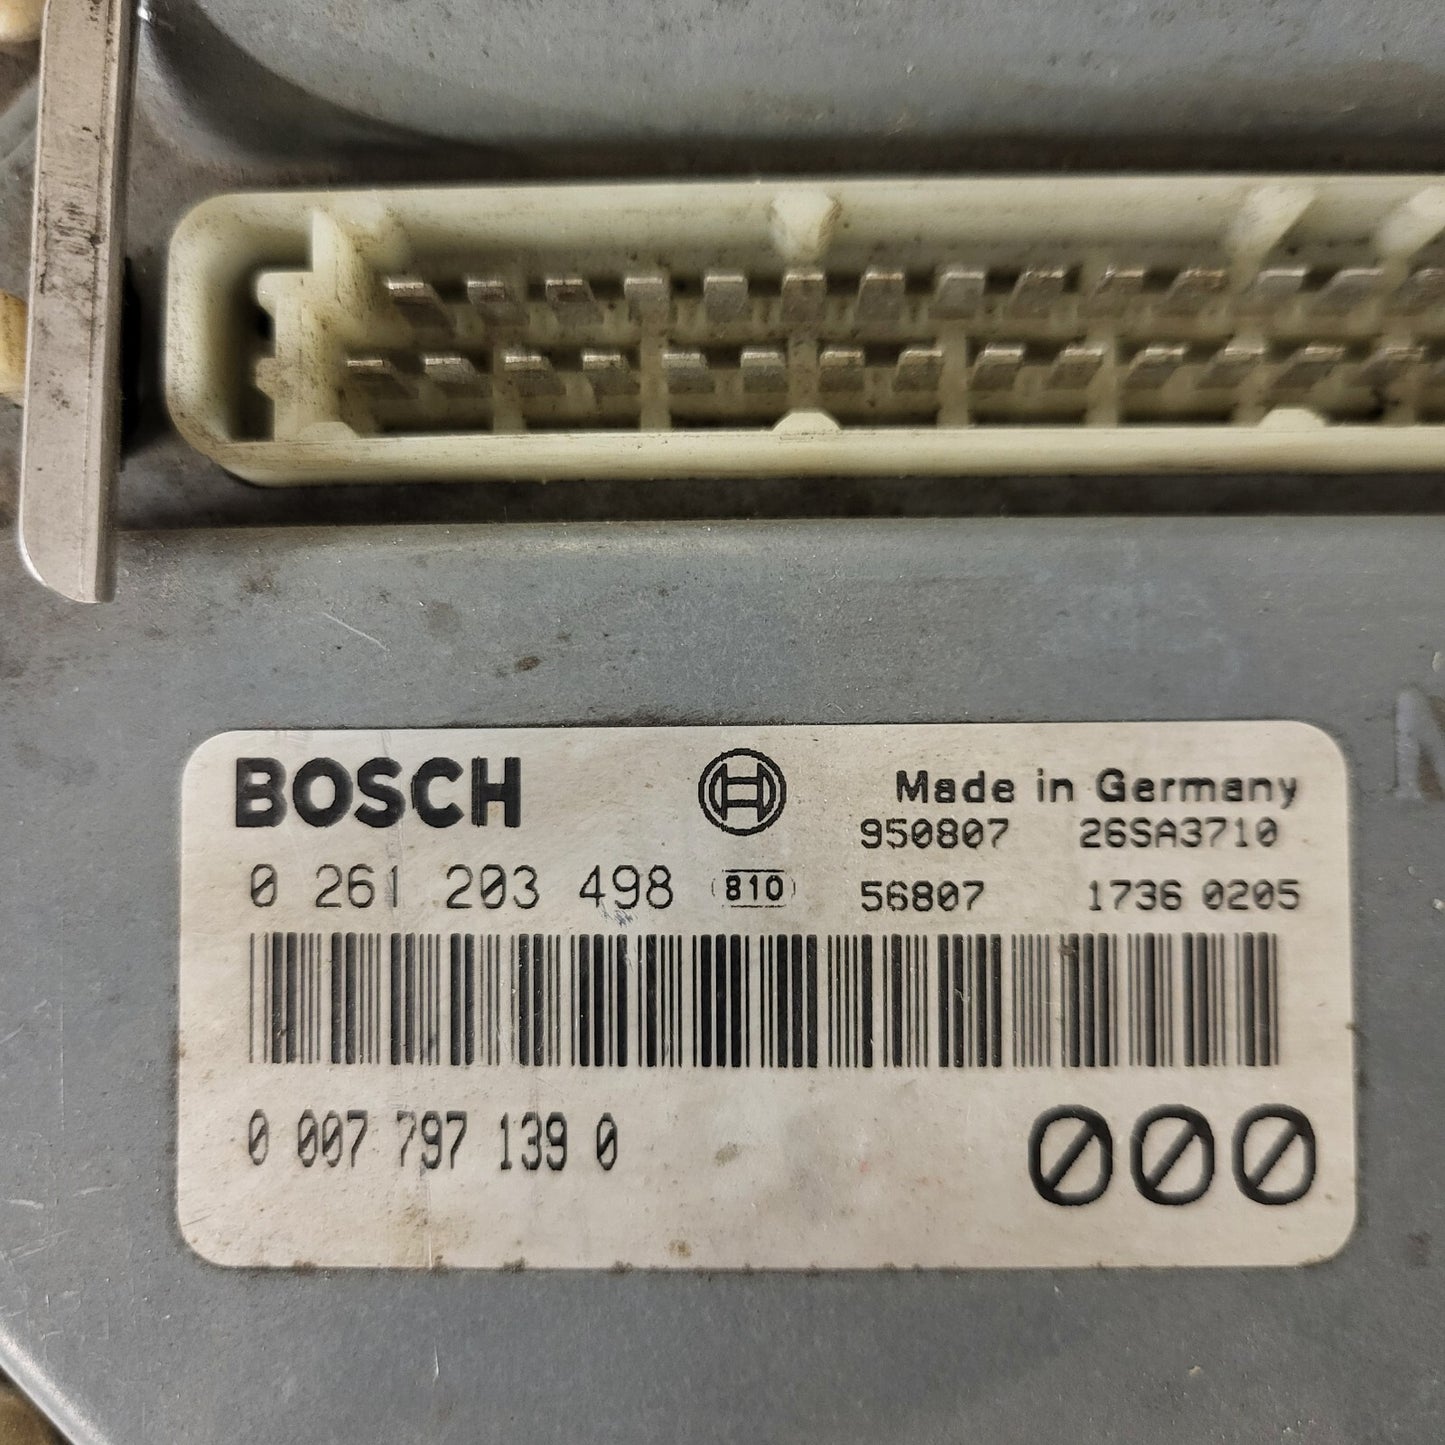 BOSCH
Made in Germany
950807 26SA3710
0 261 203 498 810 56807 1736 0205
0 007 797 139 0
000